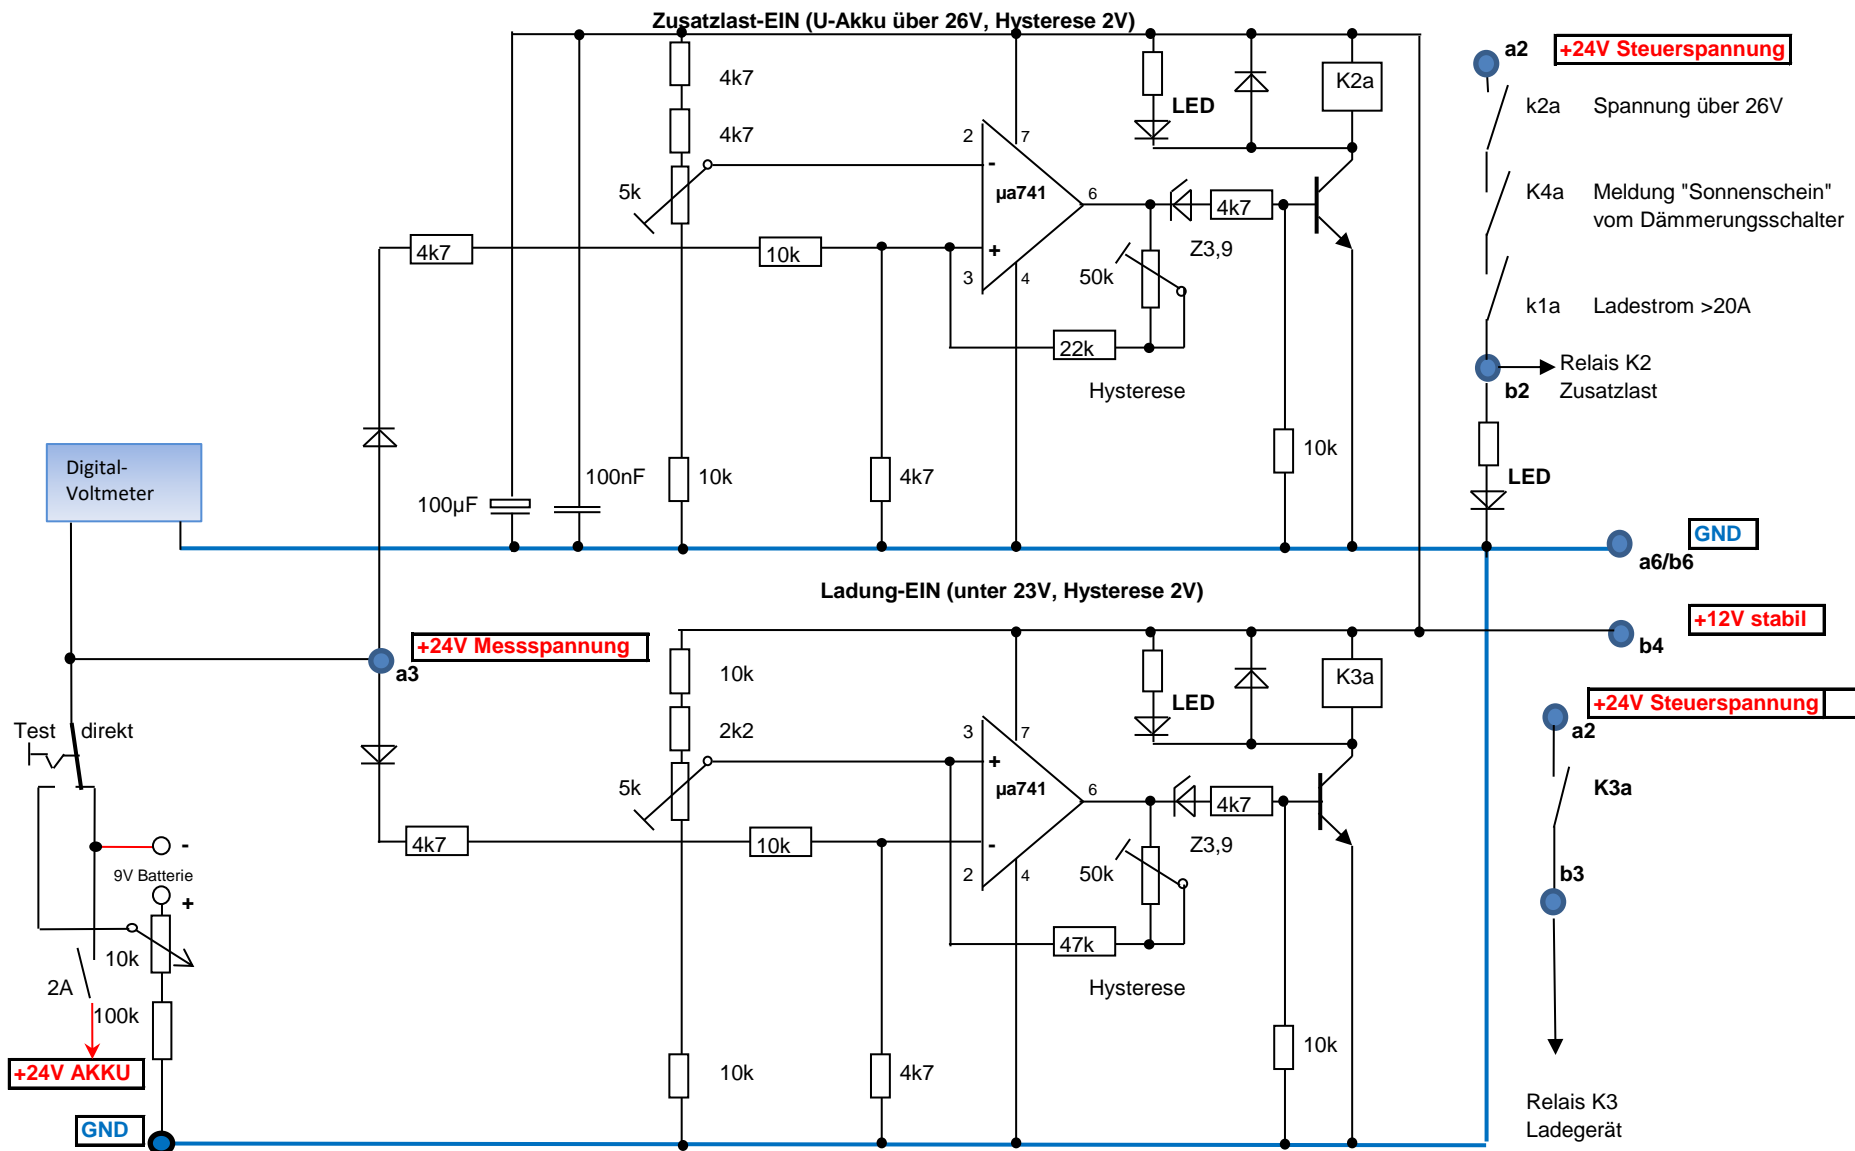 Zusatzlast-EIN (U-Akku über 26V, Hysterese 2V)
a2
+24V Steuerspannung
4k7
K2a
LED
k2a Spannung über 26V
4k7
2
7
-
5k
µa741
6
4k7
K4a Meldung "Sonnenschein"
vom Dämmerungsschalter
4k7
10k
+
Z3,9
3
4
50k
k1a Ladestrom >20A
22k
Relais K2
Zusatzlast
Hysterese
b2
Digital-
Voltmeter
100µF
100nF
10k
4k7
10k
LED
GND
a6/b6
Ladung-EIN (unter 23V, Hysterese 2V)
+24V Messspannung
a3
+12V stabil
b4
10k
K3a
LED
+24V Steuerspannung
a2
Test direkt
2k2
3
7
+
5k
µa741
6
4k7
K3a
4k7
10k
-
Z3,9
2
4
50k
b3
-
9V Batterie
+
10k
47k
2A
100k
Hysterese
+24V AKKU
10k
4k7
10k
GND
Relais K3
Ladegerät